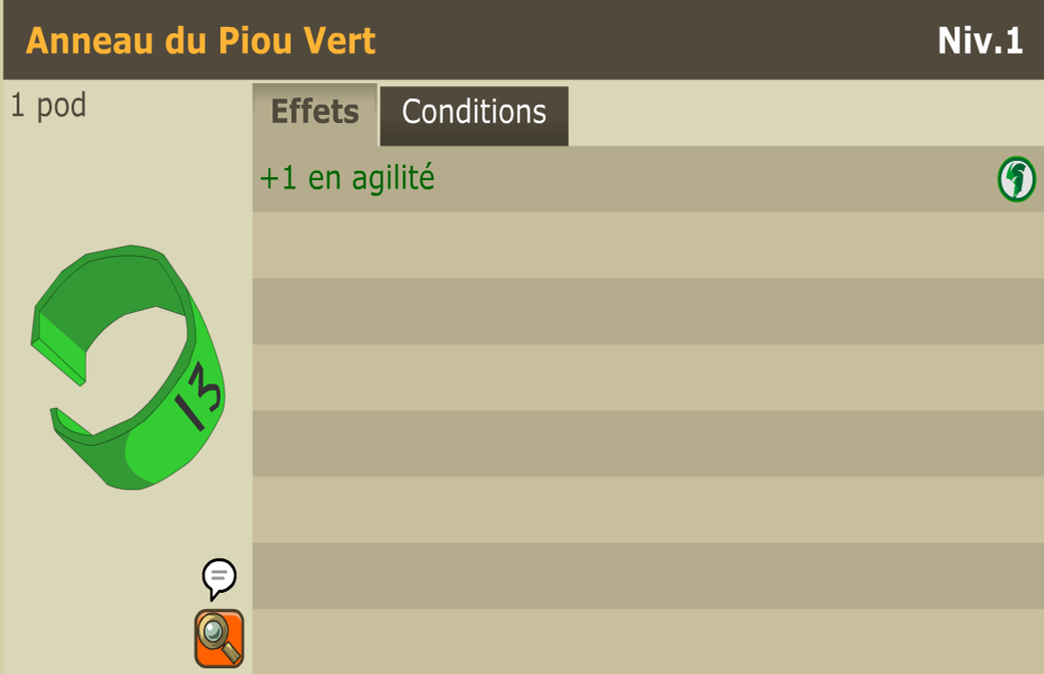 Anneau du Piou Vert
Niv.1
1 pod
Effets
Conditions
+1 en agilité
13